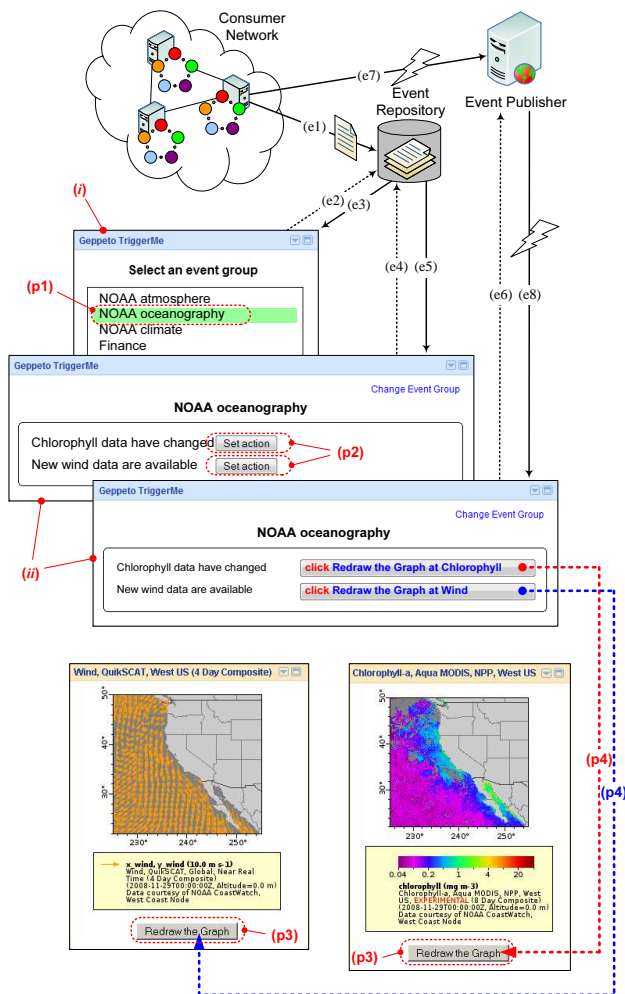 Consumer
Network
(e7)
Event
Repository
Event Publisher
(e1)
(i)
(e2)
(e3)
(e4)
(e5)
(e6)
(e8)
Geppeto TriggerMe
Select an event group
(p1)
NOAA atmosphere
NOAA oceanography
NOAA climate
Finance
Geppeto TriggerMe
Change Event Group
NOAA oceanography
Chlorophyll data have changed
Set action
(p2)
New wind data are available
Set action
Geppeto TriggerMe
Change Event Group
NOAA oceanography
(ii)
Chlorophyll data have changed
click Redraw the Graph at Chlorophyll
New wind data are available
click Redraw the Graph at Wind
Wind, QuikSCAT, West US (4 Day Composite)
50°
40°
30°
230°
240°
250°
x_wind, y_wind (10.0 m s-1)
Wind, QuikSCAT, Global, Near Real
Time (4 Day Composite)
(2008-11-29T00:00:00Z, Altitude=0.0 m)
Data courtesy of NOAA CoastWatch,
West Coast Node
Redraw the Graph
(p3)
Chlorophyll-a, Aqua MODIS, NPP, West US
50°
40°
30°
230°
240°
250°
0.04
0.2
1
4
20
chlorophyll (mg m-3)
Chlorophyll-a, Aqua MODIS, NPP, West
US, EXPERIMENTAL (8 Day Composite)
(2008-11-29T00:00:00Z, Altitude=0.0 m)
Data courtesy of NOAA CoastWatch,
West Coast Node
(p3)
Redraw the Graph
(p4)
(p4)